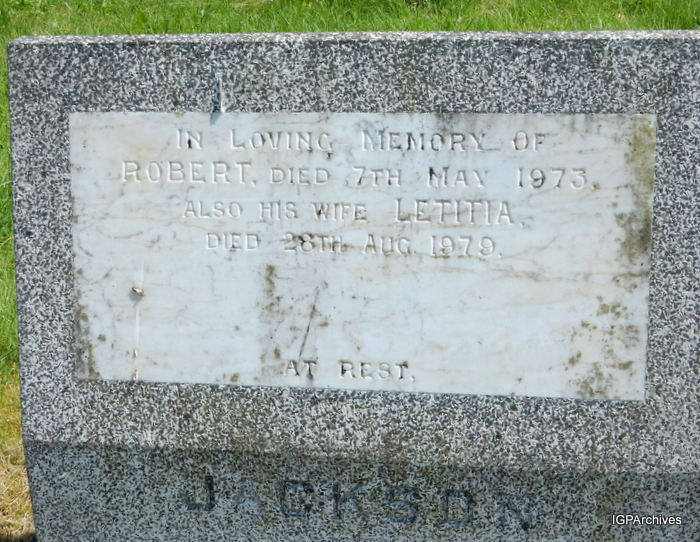 IN LOVING MEMORY OF
ROBERT, DIED 7TH MAY 1973.
ALSO HIS WIFE LETITIA,
DIED 28TH AUG. 1979.
AT REST.
JACKSON
IGPArchives